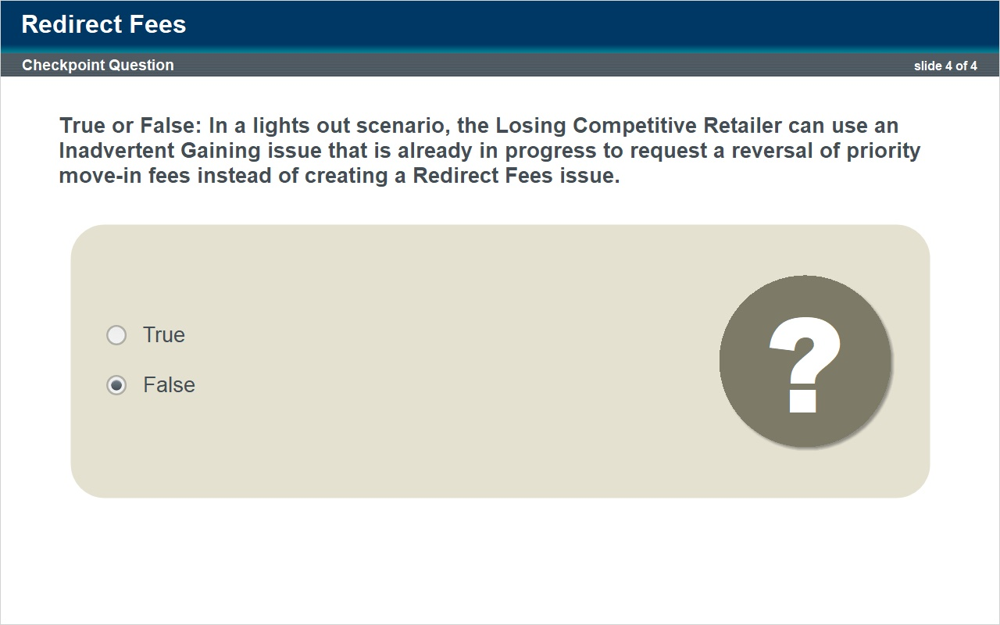 Redirect Fees
Checkpoint Question
slide 4 of 4
True or False: In a lights out scenario, the Losing Competitive Retailer can use an
Inadvertent Gaining issue that is already in progress to request a reversal of priority
move-in fees instead of creating a Redirect Fees issue.
True
False
?